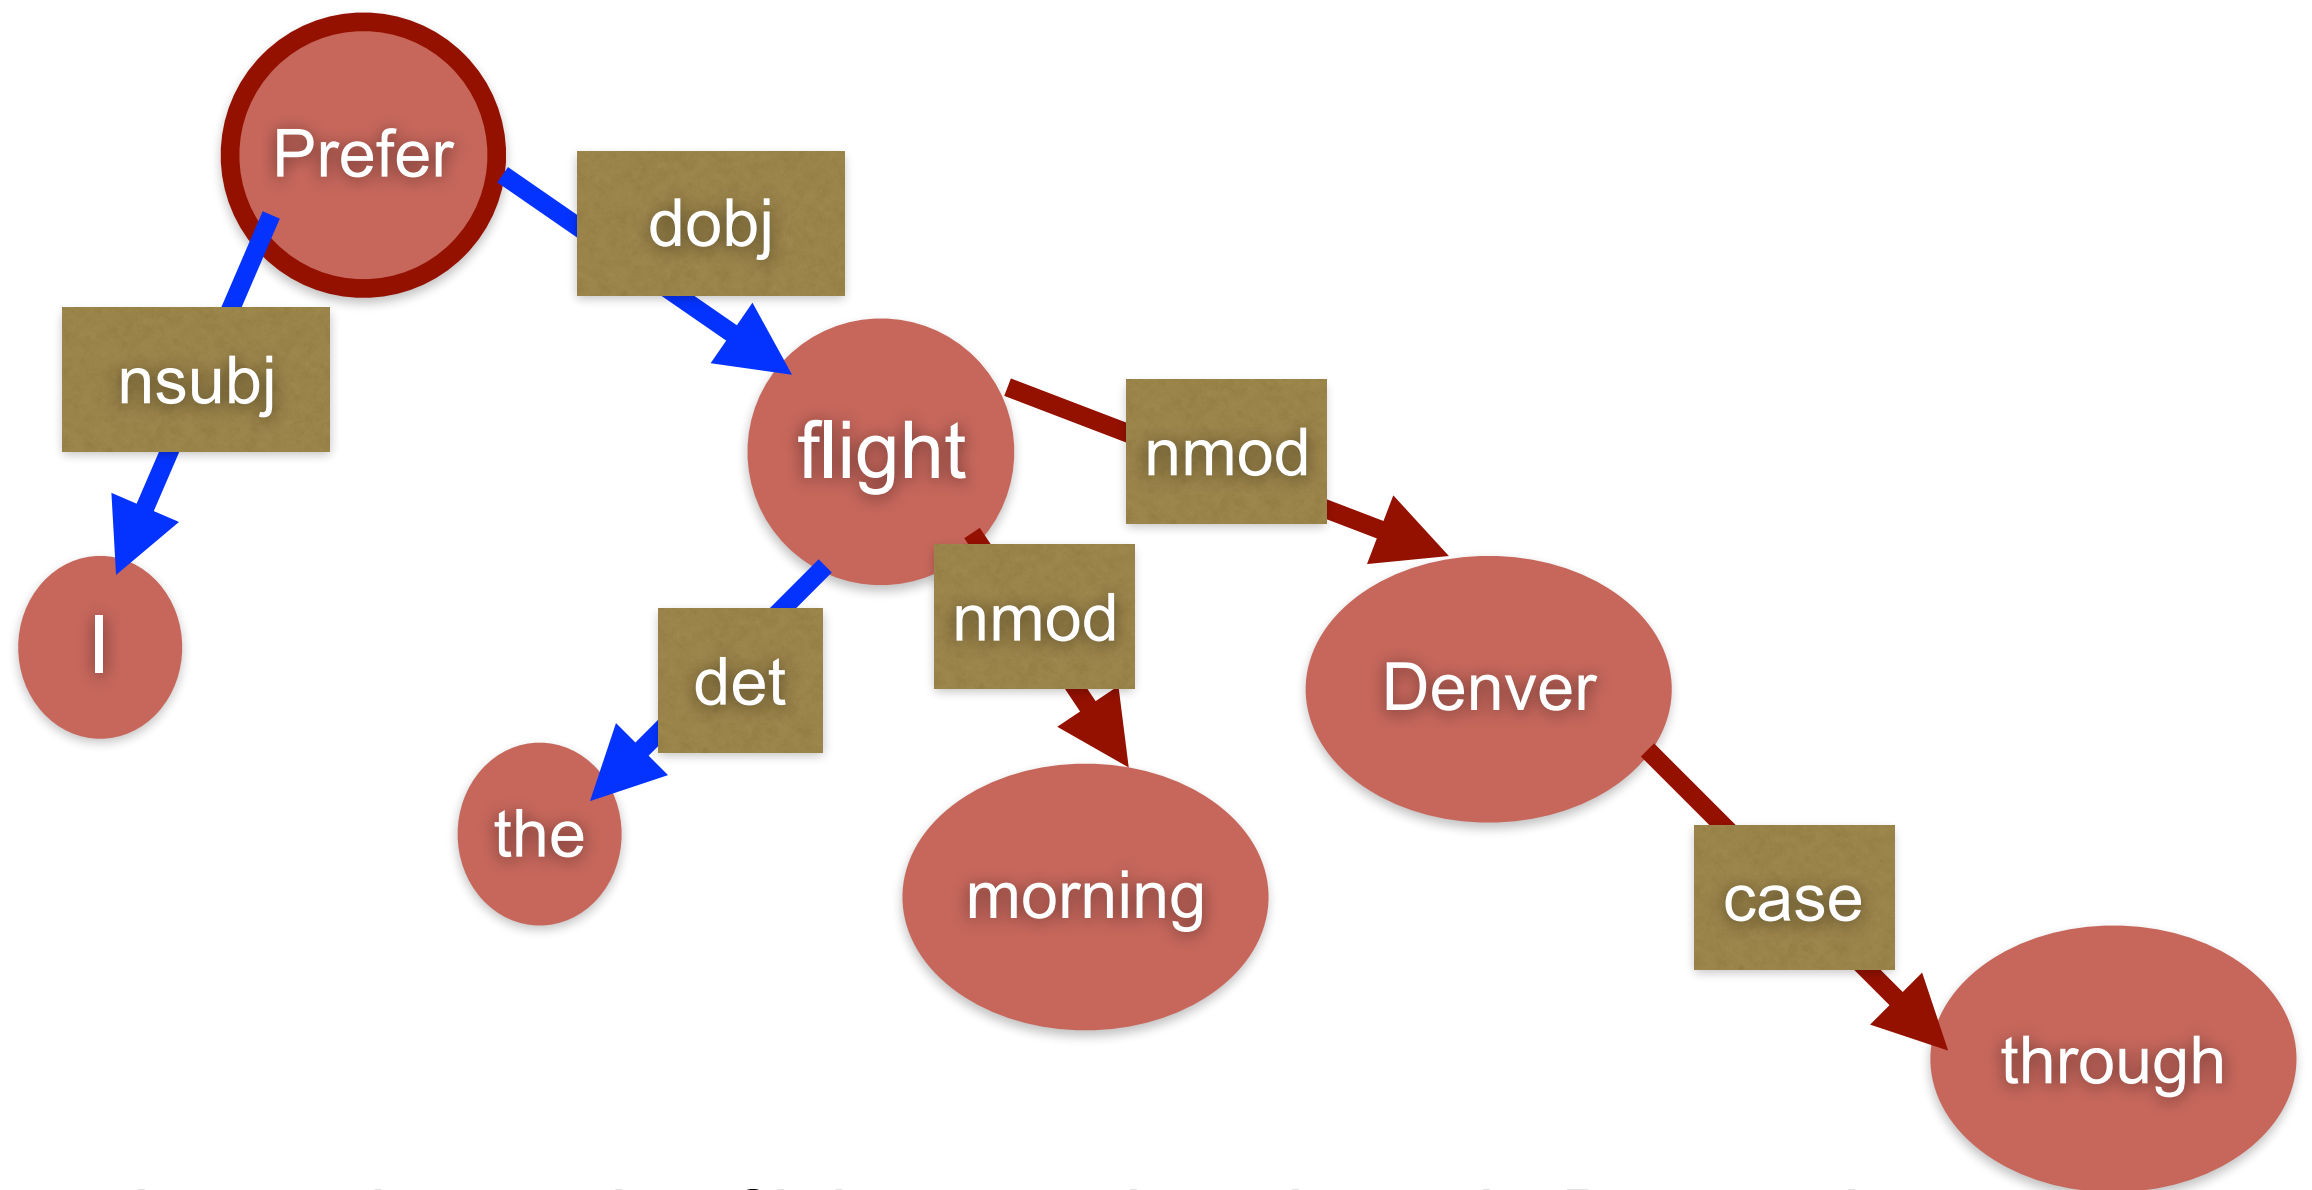 Prefer
dobj
nsubj
flight
nmod
nmod
I
det
Denver
the
morning
case
through